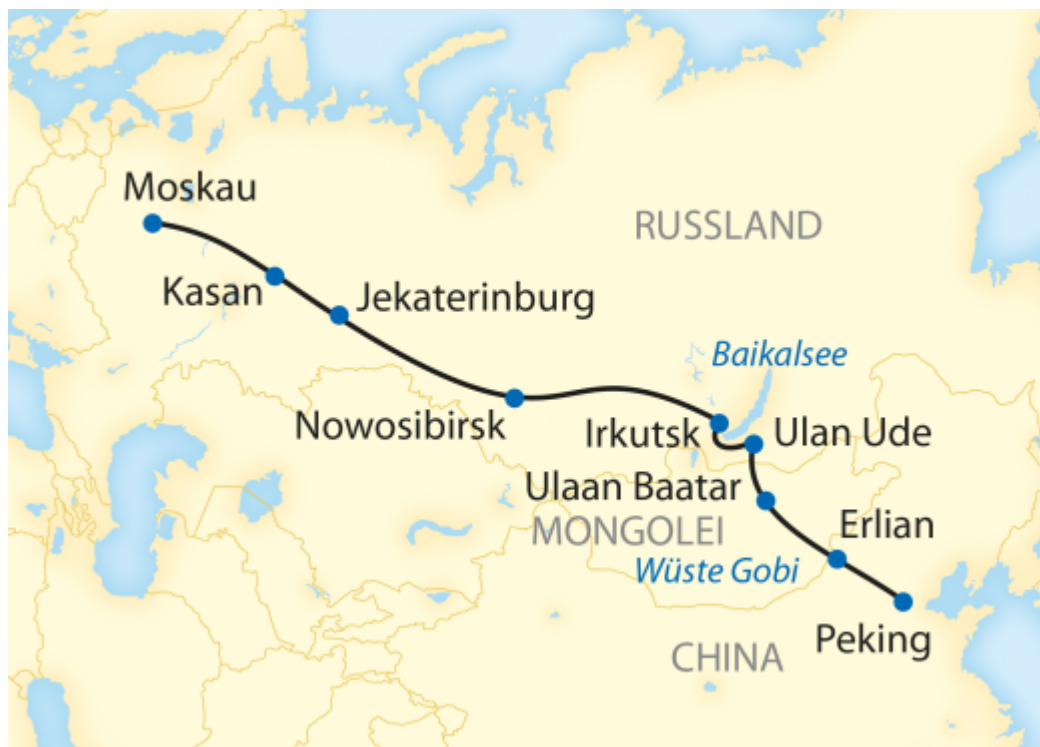 Moskau
RUSSLAND
Kasan
Jekaterinburg
Baikalsee
Nowosibirsk
Irkutsk
Ulan Ude
Ulaan Baatar
Erlian
MONGOLEI
Wüste Gobi
Peking
CHINA